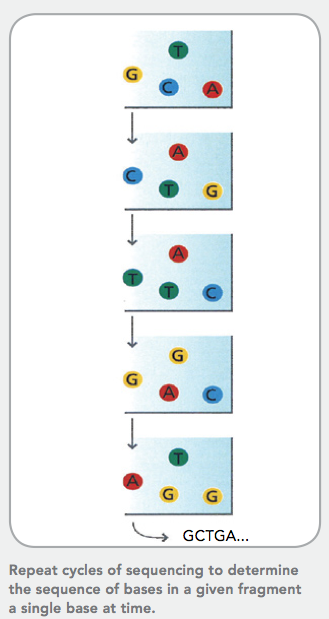 T
G
C
A
A
C
T
G
A
T
T
C
G
G
A
C
T
A
G
G
GCTGA...
Repeat cycles of sequencing to determine
the sequence of bases in a given fragment
a single base at time.